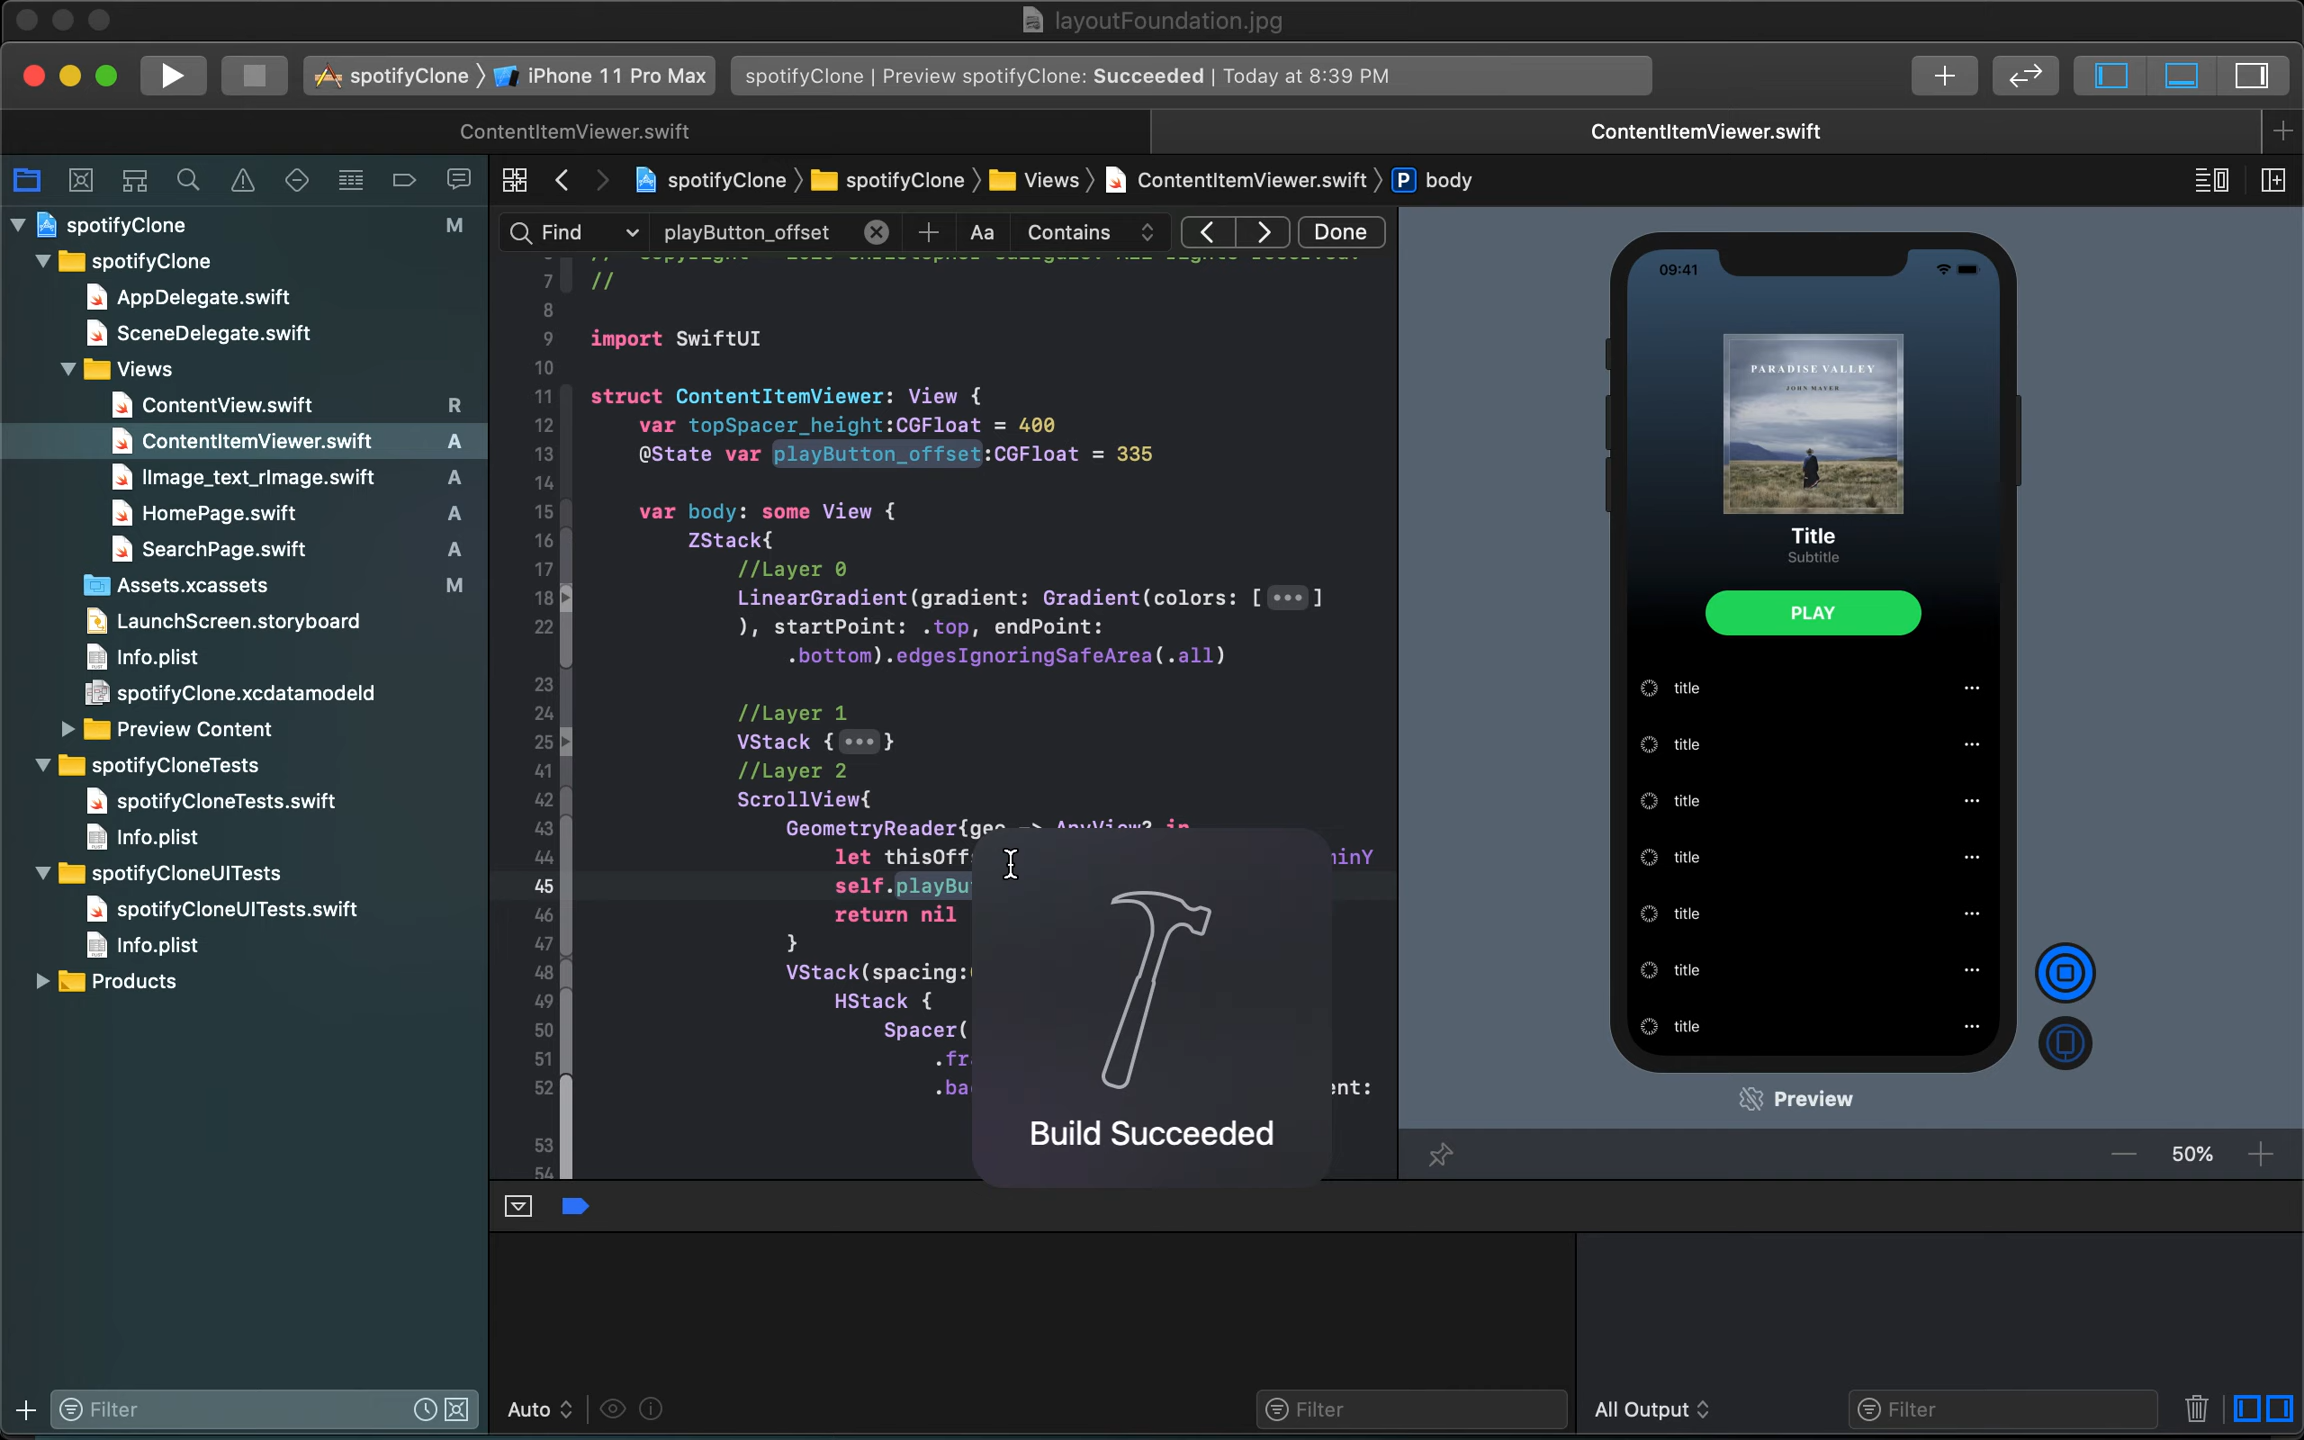 layoutFoundation.jpg
spotifyClone 〉 iPhone 11 Pro Max
spotifyClone | Preview spotifyClone: Succeeded | Today at 8:39 PM
ContentItemViewer.swift
ContentItemViewer.swift
spotifyClone 〉 spotifyClone 〉 Views 〉 ContentItemViewer.swift 〉 P body
spotifyClone M
spotifyClone
AppDelegate.swift
SceneDelegate.swift
Views
ContentView.swift R
ContentItemViewer.swift A
lImage_text_rImage.swift A
HomePage.swift A
SearchPage.swift A
Assets.xcassets M
LaunchScreen.storyboard
Info.plist
spotifyClone.xcdatamodeld
Preview Content
spotifyCloneTests
spotifyCloneTests.swift
Info.plist
spotifyCloneUITests
spotifyCloneUITests.swift
Info.plist
Products
Filter
Find playButton_offset Aa Contains Done
7 //
8
9 import SwiftUI
10
11 struct ContentItemViewer: View {
12 var topSpacer_height:CGFloat = 400
13 @State var playButton_offset:CGFloat = 335
14
15 var body: some View {
16 ZStack{
17 //Layer 0
18 LinearGradient(gradient: Gradient(colors: [ ••• ]
22 ), startPoint: .top, endPoint:
.bottom).edgesIgnoringSafeArea(.all)
23
24 //Layer 1
25 VStack { ••• }
41 //Layer 2
42 ScrollView{
43 GeometryReader{geo -> AnyView? in
44 let thisOffs minY
45 self.playBu
46 return nil
47 }
48 VStack(spacing:
49 HStack {
50 Spacer(
51 .fr
52 .ba ent:
53
54
Build Succeeded
09:41
PARADISE VALLEY
JOHN MAYER
Title
Subtitle
PLAY
title •••
title •••
title •••
title •••
title •••
title •••
title •••
Preview
50%
Auto
Filter
All Output
Filter